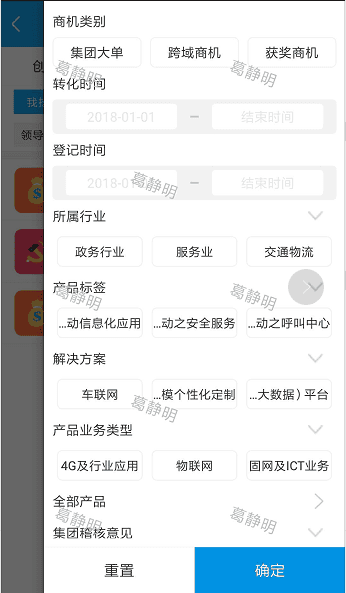 商机类别
集团大单 跨域商机 获奖商机
转化时间
2018-01-01 结束时间
登记时间
2018-01 结束时间
所属行业
政务行业 服务业 交通物流
产品标签
...动信息化应用 ...动之安全服务 ...动之呼叫中心
解决方案
车联网 ...模个性化定制 ...大数据）平台
产品业务类型
4G及行业应用 物联网 固网及ICT业务
全部产品
集团稽核意见
重置 确定
创
我
领导
葛静明
葛静明
葛静明
葛静明
葛静明
葛静明
葛静明
葛静明